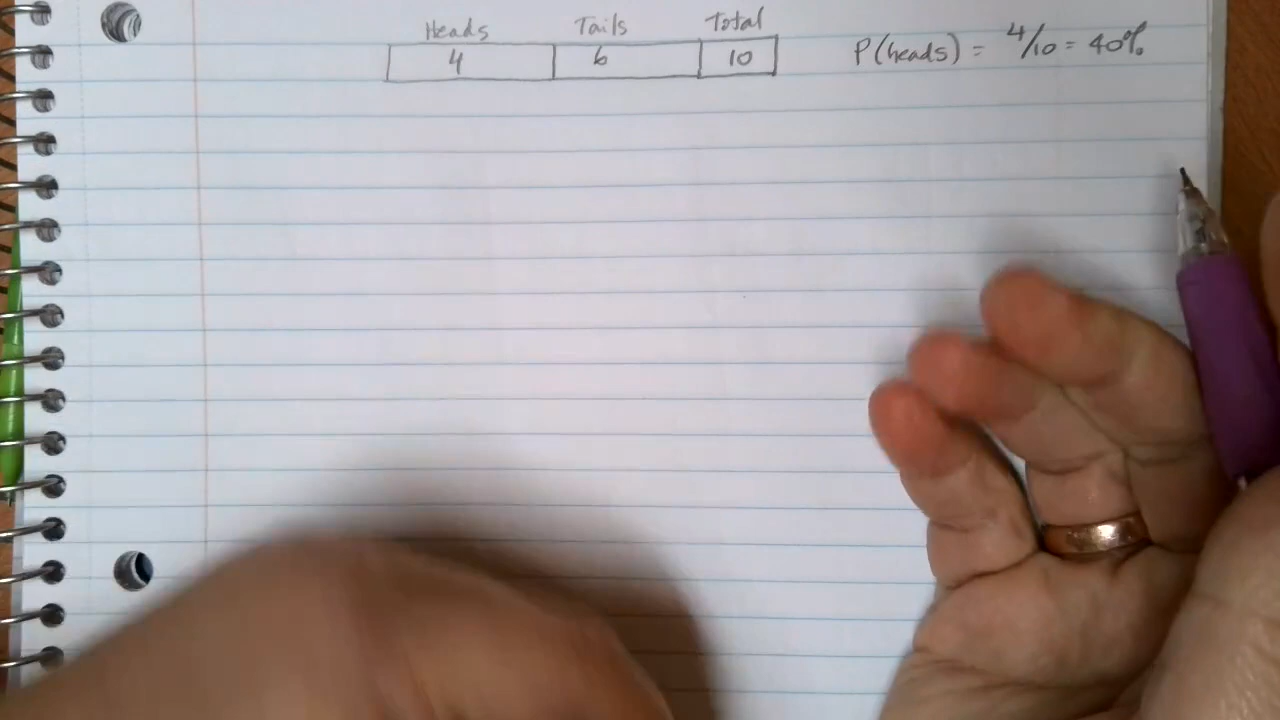 Heads Tails Total
4 6 10 P(heads) = 4/10 = 40%